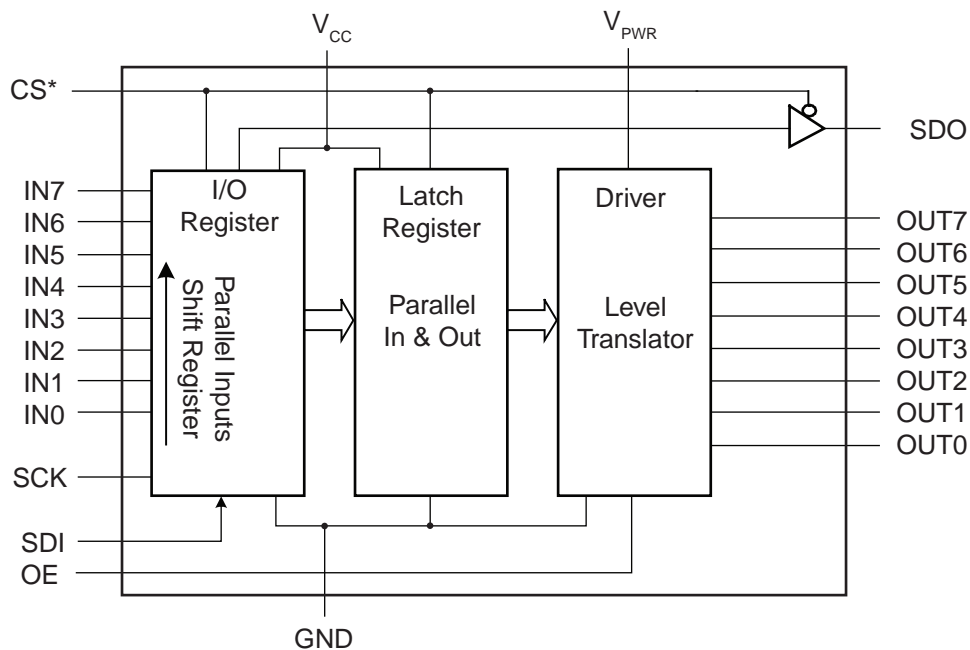 V_CC
V_PWR
CS*
SDO
IN7
IN6
IN5
IN4
IN3
IN2
IN1
IN0
SCK
SDI
OE
I/O
Register
Parallel Inputs
Shift Register
Latch
Register
Parallel
In & Out
Driver
Level
Translator
OUT7
OUT6
OUT5
OUT4
OUT3
OUT2
OUT1
OUT0
GND